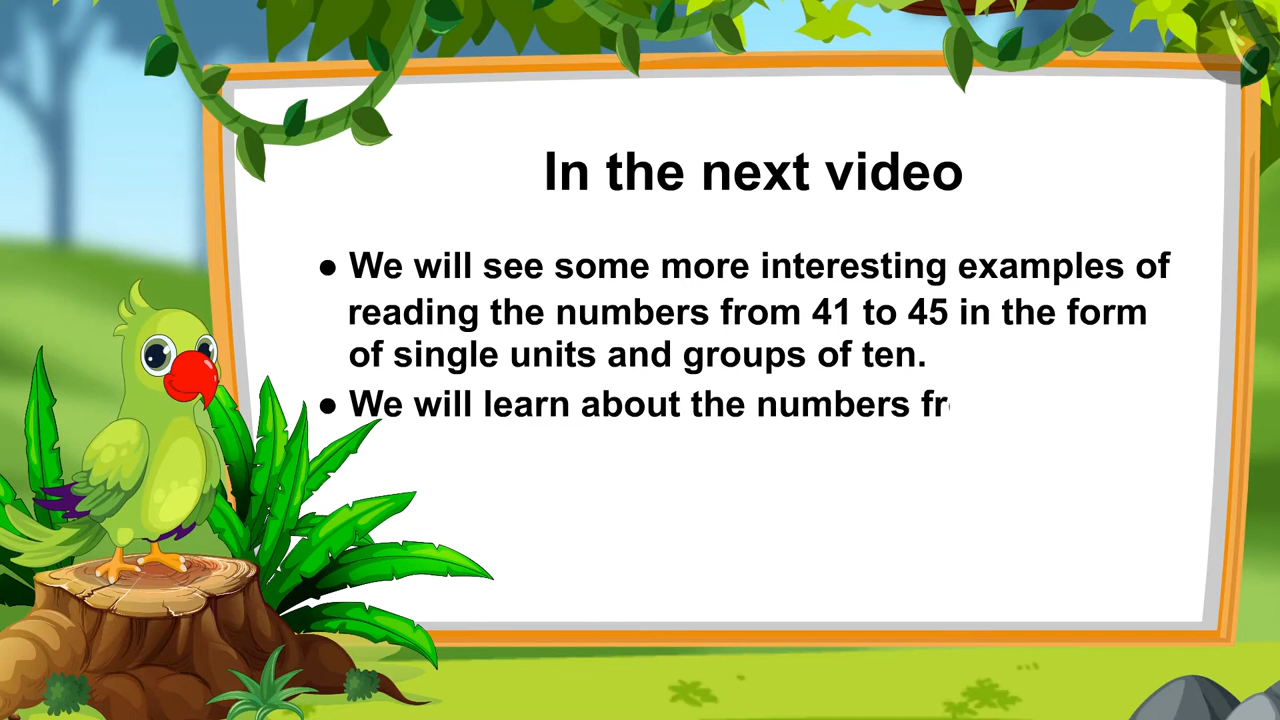 In the next video
● We will see some more interesting examples of
reading the numbers from 41 to 45 in the form
of single units and groups of ten.
● We will learn about the numbers